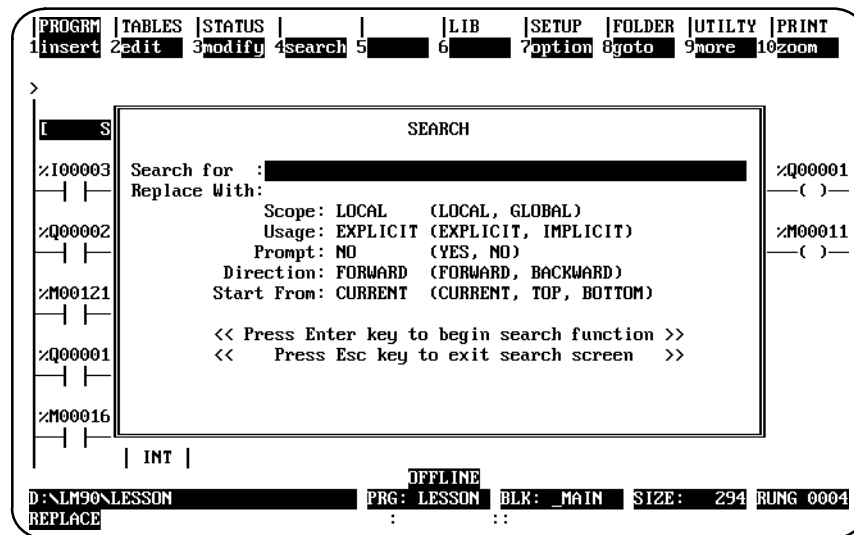 PROGRM |TABLES |STATUS | | |LIB |SETUP |FOLDER |UTILTY |PRINT
1insert 2edit 3modify 4search 5 6 7option 8goto 9more 10zoom
>
[ S
SEARCH
%I00003
Search for :
%Q00001
Replace With:
Scope: LOCAL (LOCAL, GLOBAL)
%Q00002
Usage: EXPLICIT (EXPLICIT, IMPLICIT)
%M00011
Prompt: NO (YES, NO)
Direction: FORWARD (FORWARD, BACKWARD)
%M00121
Start From: CURRENT (CURRENT, TOP, BOTTOM)
<< Press Enter key to begin search function >>
%Q00001
<< Press Esc key to exit search screen >>
%M00016
| INT |
OFFLINE
D:\LM90\LESSON PRG: LESSON BLK: _MAIN SIZE: 294 RUNG 0004
REPLACE : ::